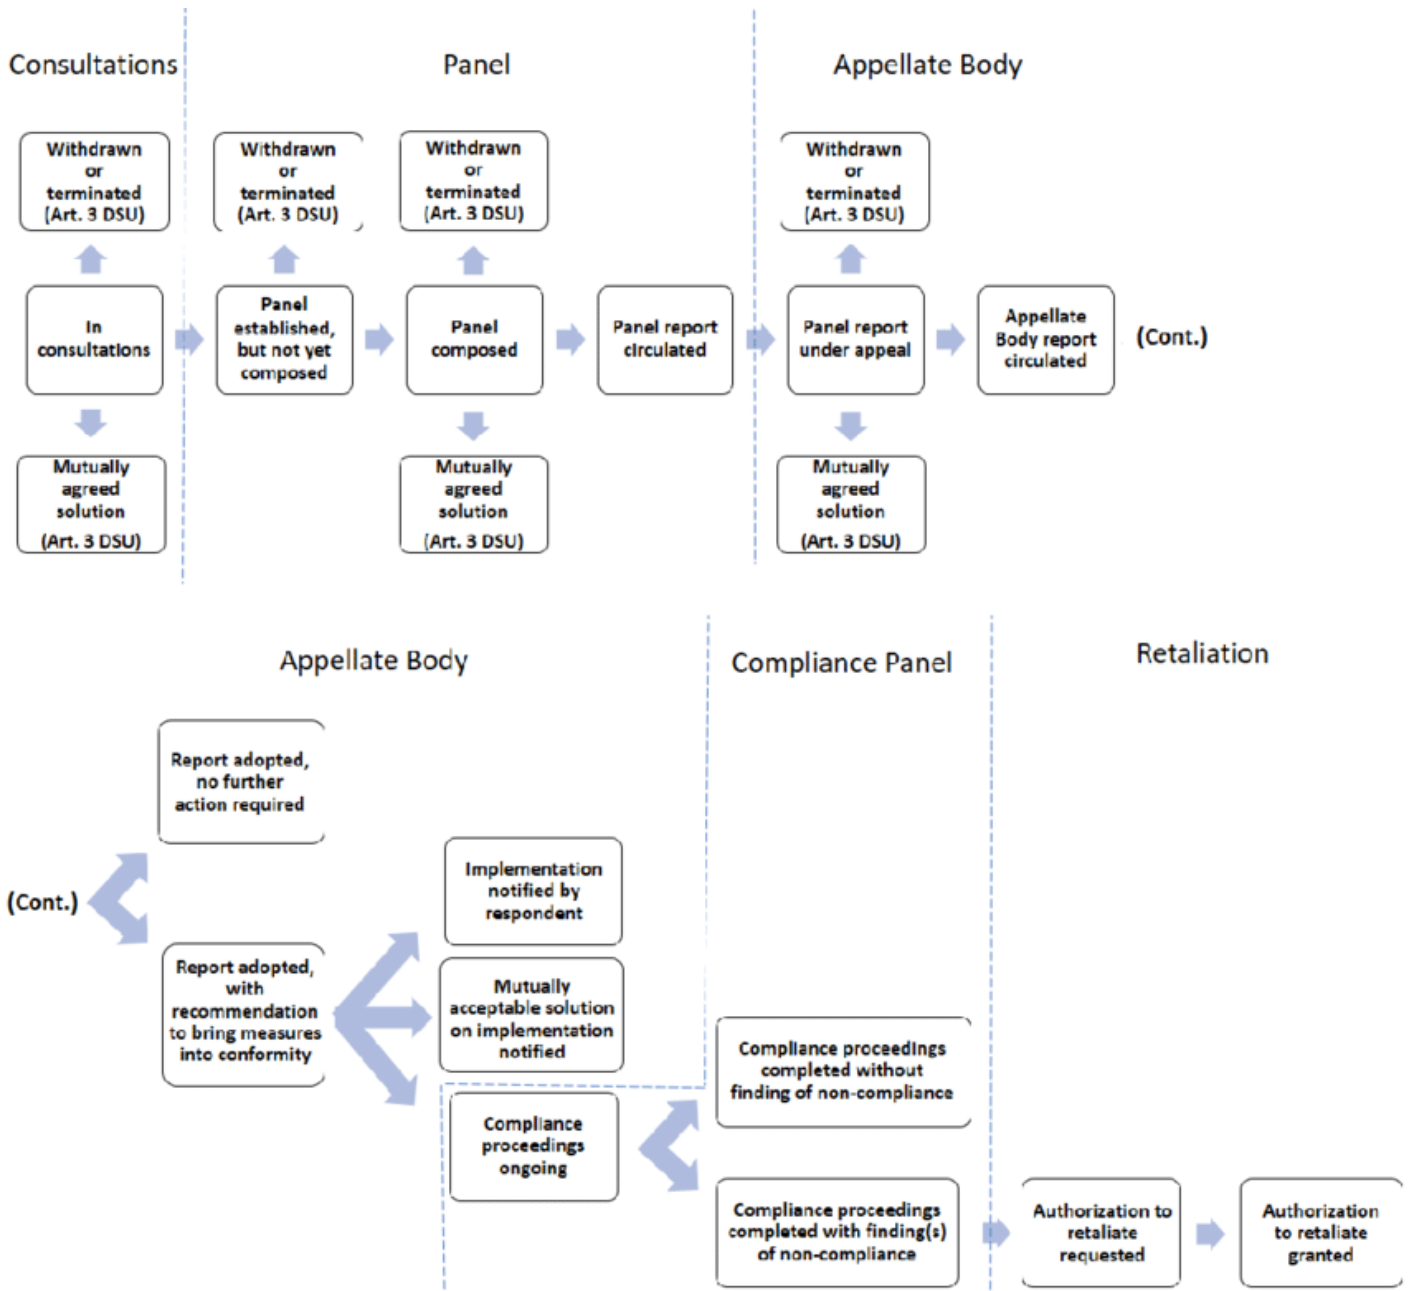 Consultations
Panel
Appellate Body
Withdrawn
or
terminated
(Art. 3 DSU)
Withdrawn
or
terminated
(Art. 3 DSU)
Withdrawn
or
terminated
(Art. 3 DSU)
Withdrawn
or
terminated
(Art. 3 DSU)
In
consultations
Panel
established,
but not yet
composed
Panel
composed
Panel report
circulated
Panel report
under appeal
Appellate
Body report
circulated
(Cont.)
Mutually
agreed
solution
(Art. 3 DSU)
Mutually
agreed
solution
(Art. 3 DSU)
Mutually
agreed
solution
(Art. 3 DSU)
Appellate Body
Compliance Panel
Retaliation
Report adopted,
no further
action required
(Cont.)
Implementation
notified by
respondent
Report adopted,
with
recommendation
to bring measures
into conformity
Mutually
acceptable solution
on implementation
notified
Compliance proceedings
completed without
finding of non-compliance
Compliance
proceedings
ongoing
Compliance proceedings
completed with finding(s)
of non-compliance
Authorization to
retaliate
requested
Authorization
to retaliate
granted